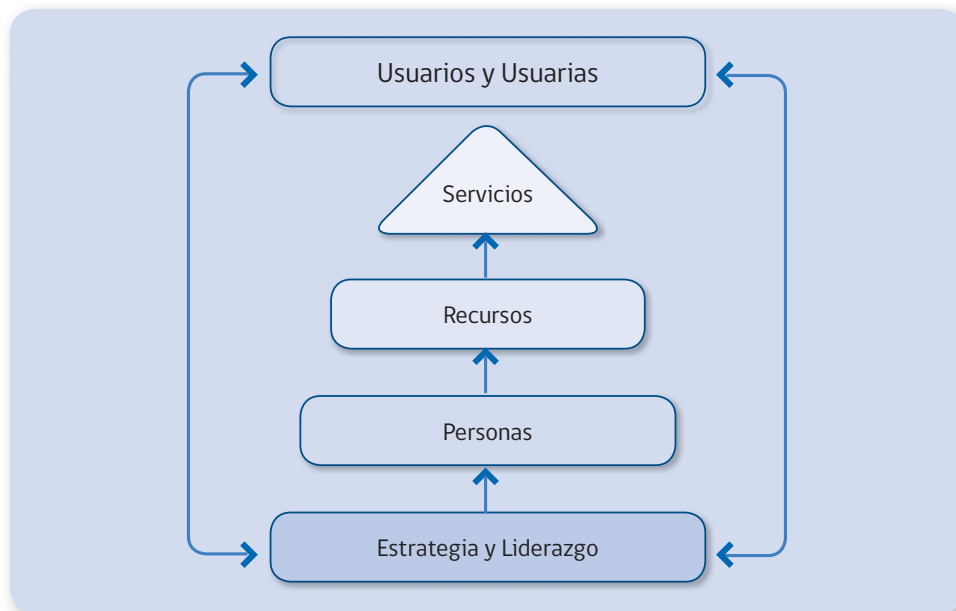 Usuarios y Usuarias
Servicios
Recursos
Personas
Estrategia y Liderazgo